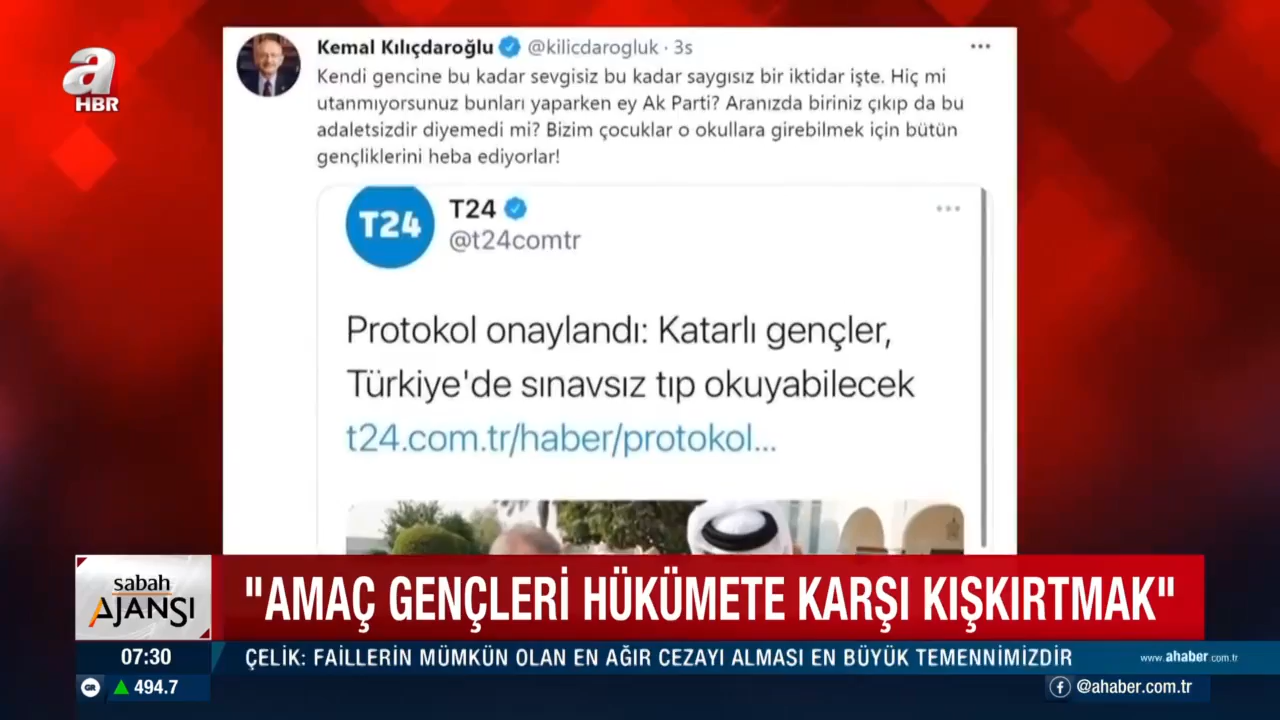 a
HBR
Kemal Kılıçdaroğlu @kilicdarogluk · 3s
Kendi gencine bu kadar sevgisiz bu kadar saygısız bir iktidar işte. Hiç mi
utanmıyorsunuz bunları yaparken ey Ak Parti? Aranızda biriniz çıkıp da bu
adaletsizdir diyemedi mi? Bizim çocuklar o okullara girebilmek için bütün
gençliklerini heba ediyorlar!
T24
T24
@t24comtr
Protokol onaylandı: Katarlı gençler,
Türkiye'de sınavsız tıp okuyabilecek
t24.com.tr/haber/protokol...
sabah
AJANSI
"AMAÇ GENÇLERİ HÜKÜMETE KARŞI KIŞKIRTMAK"
07:30
ÇELİK: FAİLLERİN MÜMKÜN OLAN EN AĞIR CEZAYI ALMASI EN BÜYÜK TEMENNİMİZDİR
www.ahaber.com.tr
GR 494.7
@ahaber.com.tr